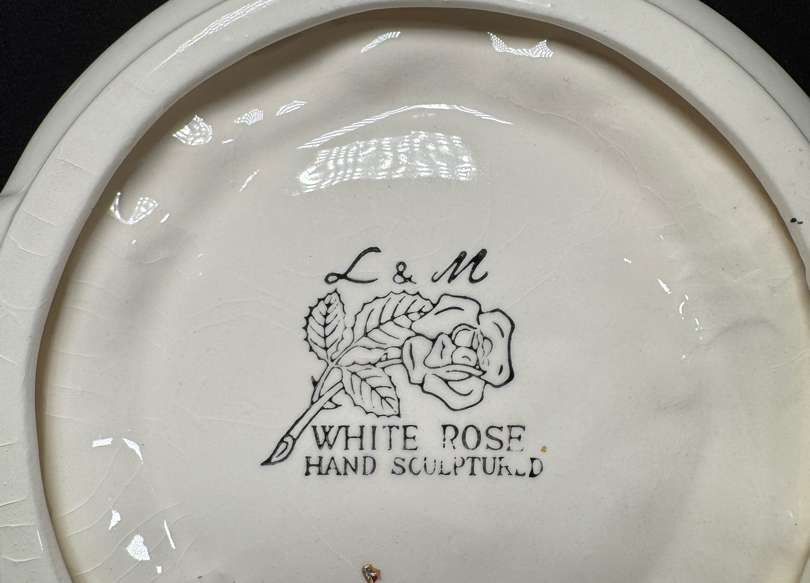 L & M
WHITE ROSE
HAND SCULPTURED